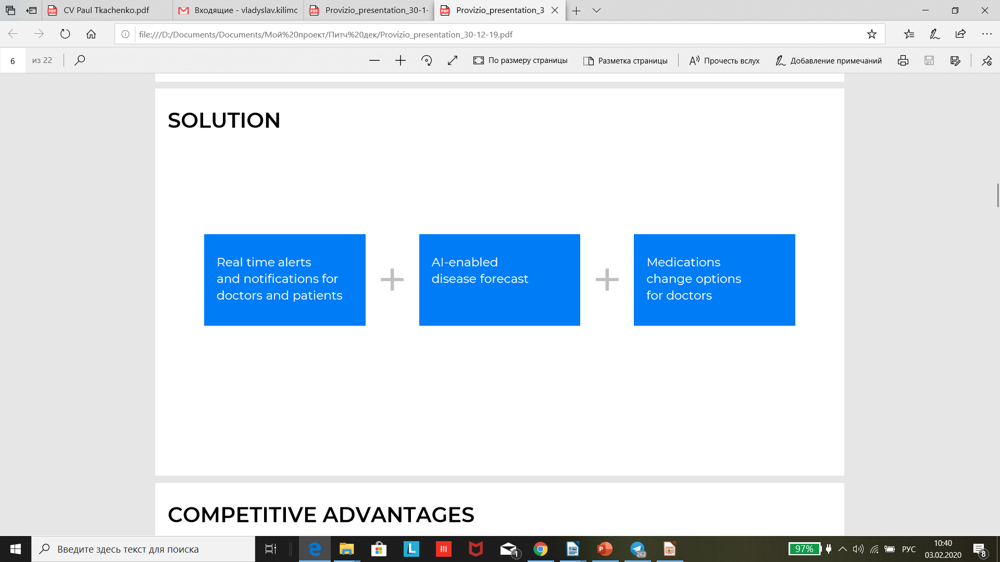 CV Paul Tkachenko.pdf
Входящие - vladyslav.kilimc
Provizio_presentation_30-1-
Provizio_presentation_3
file:///D:/Documents/Documents/Мой%20проект/Питч%20дек/Provizio_presentation_30-12-19.pdf
6 из 22
По размеру страницы
Разметка страницы
Прочесть вслух
Добавление примечаний
SOLUTION
Real time alerts
and notifications for
doctors and patients
+
AI-enabled
disease forecast
+
Medications
change options
for doctors
COMPETITIVE ADVANTAGES
Введите здесь текст для поиска
1
262
97%
РУС
10:40
03.02.2020
8